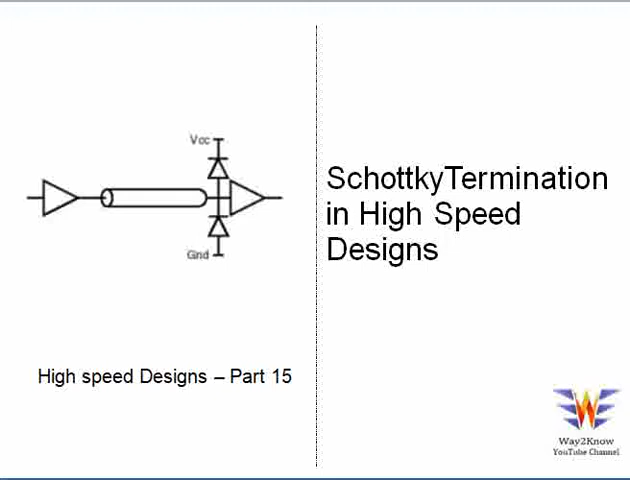 Vcc
Gnd
High speed Designs – Part 15
SchottkyTermination
in High Speed
Designs
Way2Know
YouTube Channel